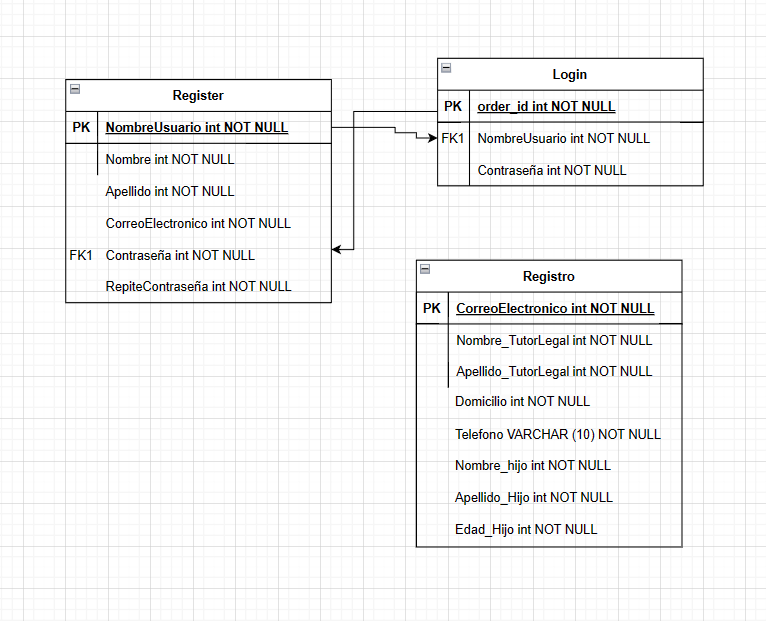 Register
PK NombreUsuario int NOT NULL
Nombre int NOT NULL
Apellido int NOT NULL
CorreoElectronico int NOT NULL
FK1 Contraseña int NOT NULL
RepiteContraseña int NOT NULL
Login
PK order_id int NOT NULL
FK1 NombreUsuario int NOT NULL
Contraseña int NOT NULL
Registro
PK CorreoElectronico int NOT NULL
Nombre_TutorLegal int NOT NULL
Apellido_TutorLegal int NOT NULL
Domicilio int NOT NULL
Telefono VARCHAR (10) NOT NULL
Nombre_hijo int NOT NULL
Apellido_Hijo int NOT NULL
Edad_Hijo int NOT NULL